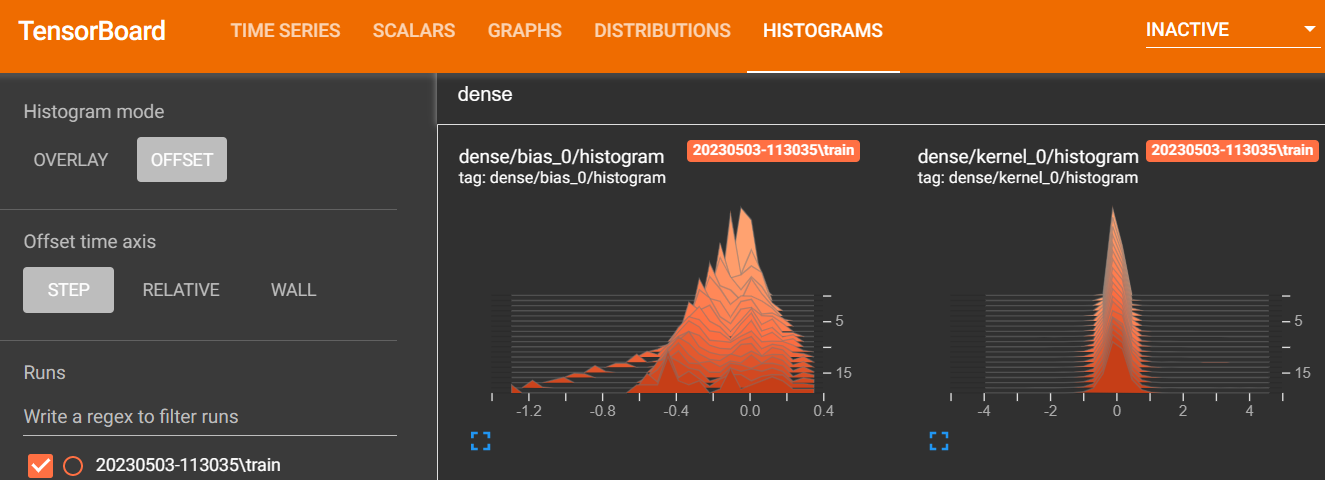 TensorBoard TIME SERIES SCALARS GRAPHS DISTRIBUTIONS HISTOGRAMS INACTIVE
Histogram mode
OVERLAY OFFSET
Offset time axis
STEP RELATIVE WALL
Runs
Write a regex to filter runs
20230503-113035\train
dense
dense/bias_0/histogram 20230503-113035\train
tag: dense/bias_0/histogram
5
15
-1.2 -0.8 -0.4 0.0 0.4
dense/kernel_0/histogram 20230503-113035\train
tag: dense/kernel_0/histogram
5
15
-4 -2 0 2 4